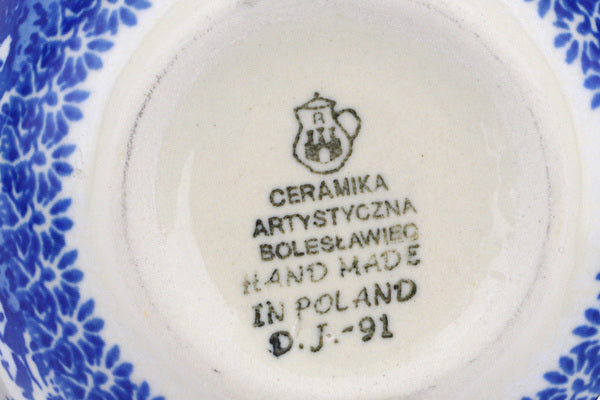 CERAMIKA
ARTYSTYCZNA
BOLESŁAWIEC
HAND MADE
IN POLAND
D.J.-91